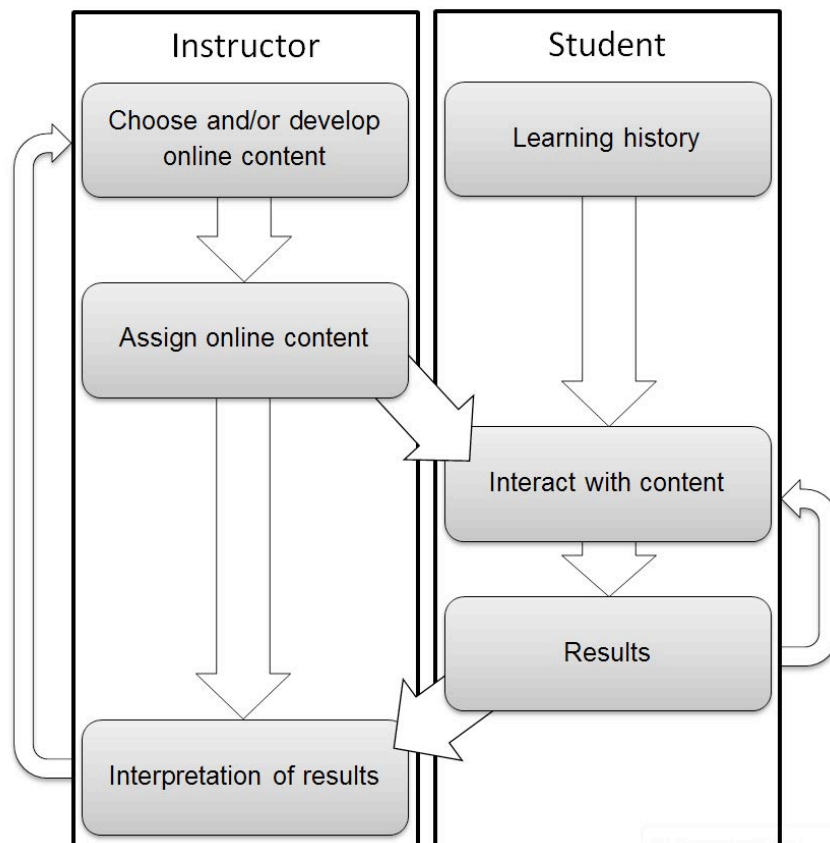 Instructor
Choose and/or develop
online content
Assign online content
Interpretation of results
Student
Learning history
Interact with content
Results